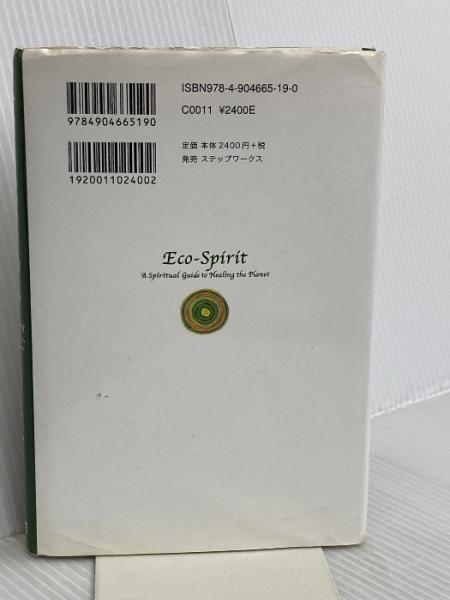 ISBN978-4-904665-19-0
C0011 ¥2400E
9784904665190
定価 本体2400円+税
発売 ステップワークス
1920011024002
Eco-Spirit
A Spiritual Guide to Healing the Planet